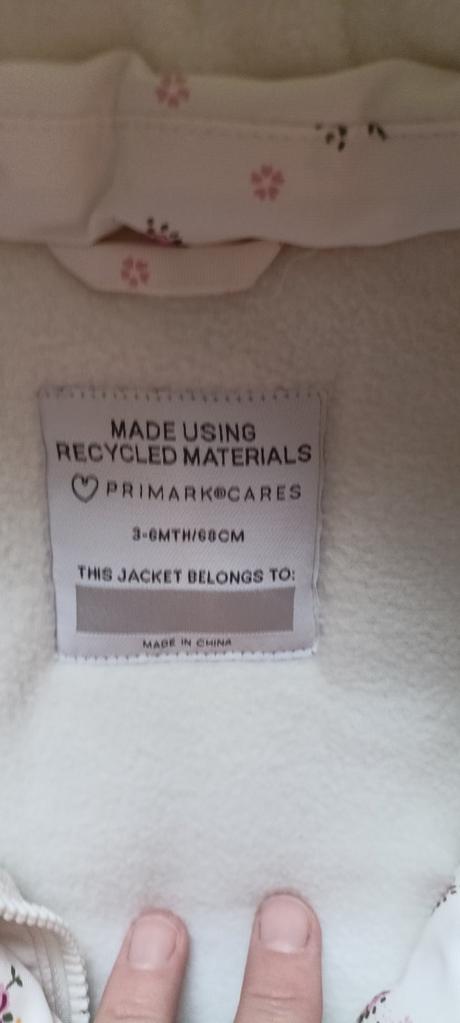 MADE USING
RECYCLED MATERIALS
PRIMARK®CARES
3-6MTH/68CM
THIS JACKET BELONGS TO:
MADE IN CHINA